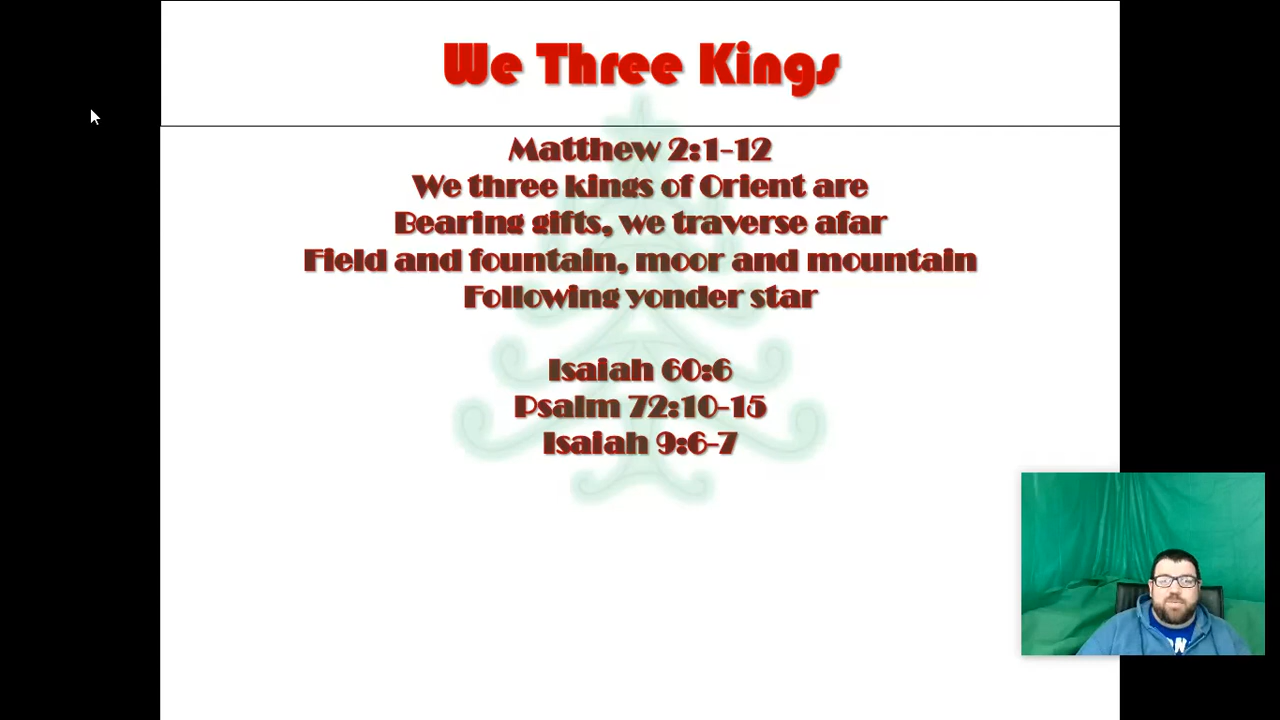 We Three Kings
Matthew 2:1-12
We three kings of Orient are
Bearing gifts, we traverse afar
Field and fountain, moor and mountain
Following yonder star
Isaiah 60:6
Psalm 72:10-15
Isaiah 9:6-7